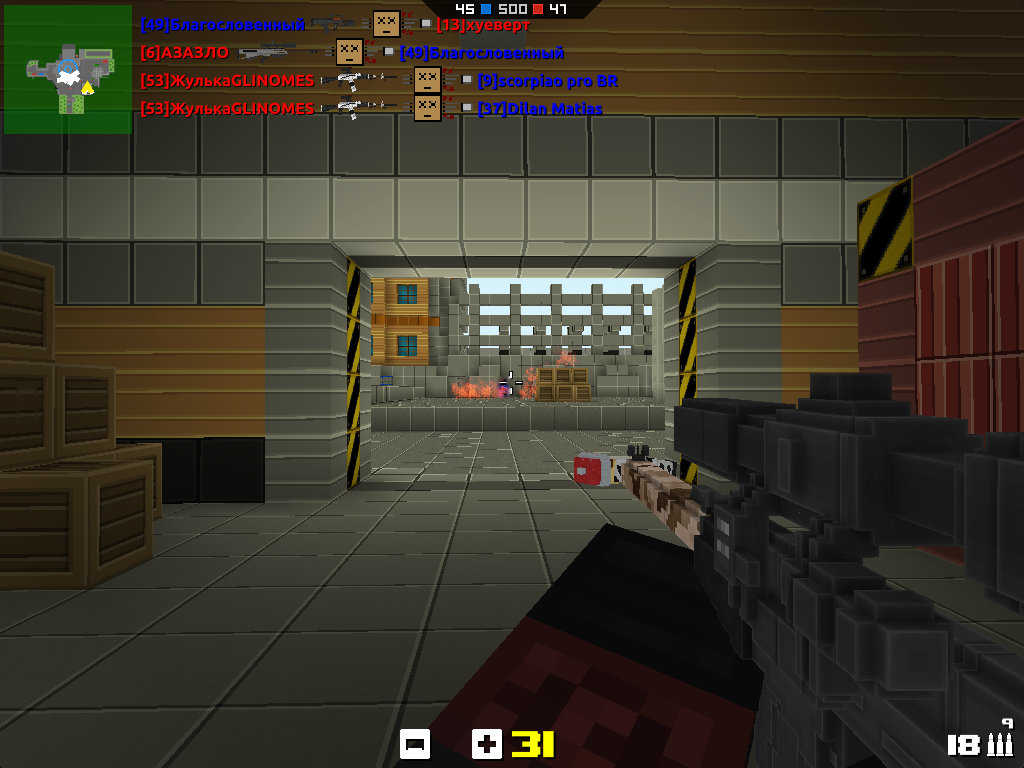 45 500 47
[49]Благословенный [13]хуеверт
[6]АЗАЗЛО [49]Благословенный
[53]ЖулькаGLINOMES [9]scorpiao pro BR
[53]ЖулькаGLINOMES [37]Dilan Matias
31
9
18